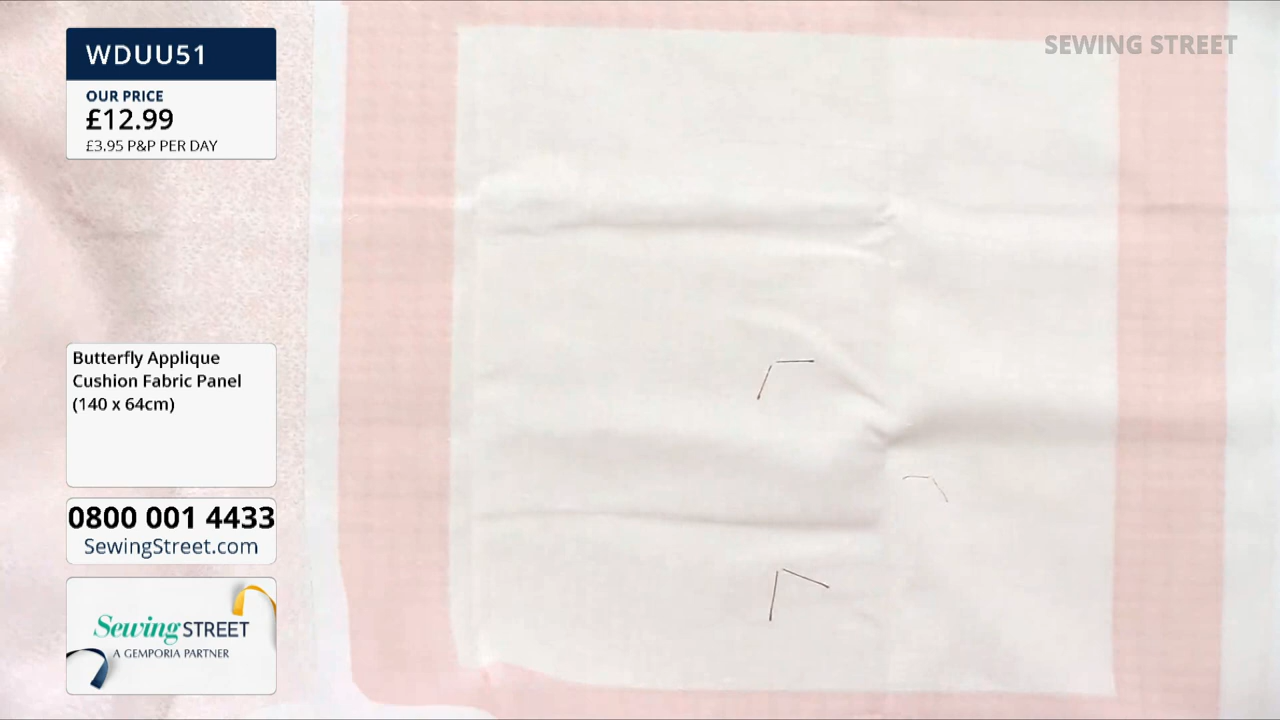 WDUU51
OUR PRICE
£12.99
£3.95 P&P PER DAY
SEWING STREET
Butterfly Applique
Cushion Fabric Panel
(140 x 64cm)
0800 001 4433
SewingStreet.com
Sewing STREET
A GEMPORIA PARTNER